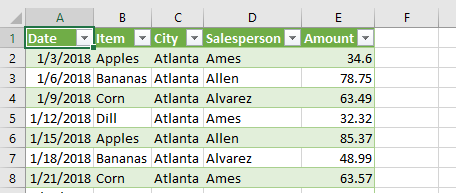 A B C D E F
1 Date Item City Salesperson Amount
2 1/3/2018 Apples Atlanta Ames 34.6
3 1/6/2018 Bananas Atlanta Allen 78.75
4 1/9/2018 Corn Atlanta Alvarez 63.49
5 1/12/2018 Dill Atlanta Ames 32.32
6 1/15/2018 Apples Atlanta Allen 85.37
7 1/18/2018 Bananas Atlanta Alvarez 48.99
8 1/21/2018 Corn Atlanta Ames 63.57